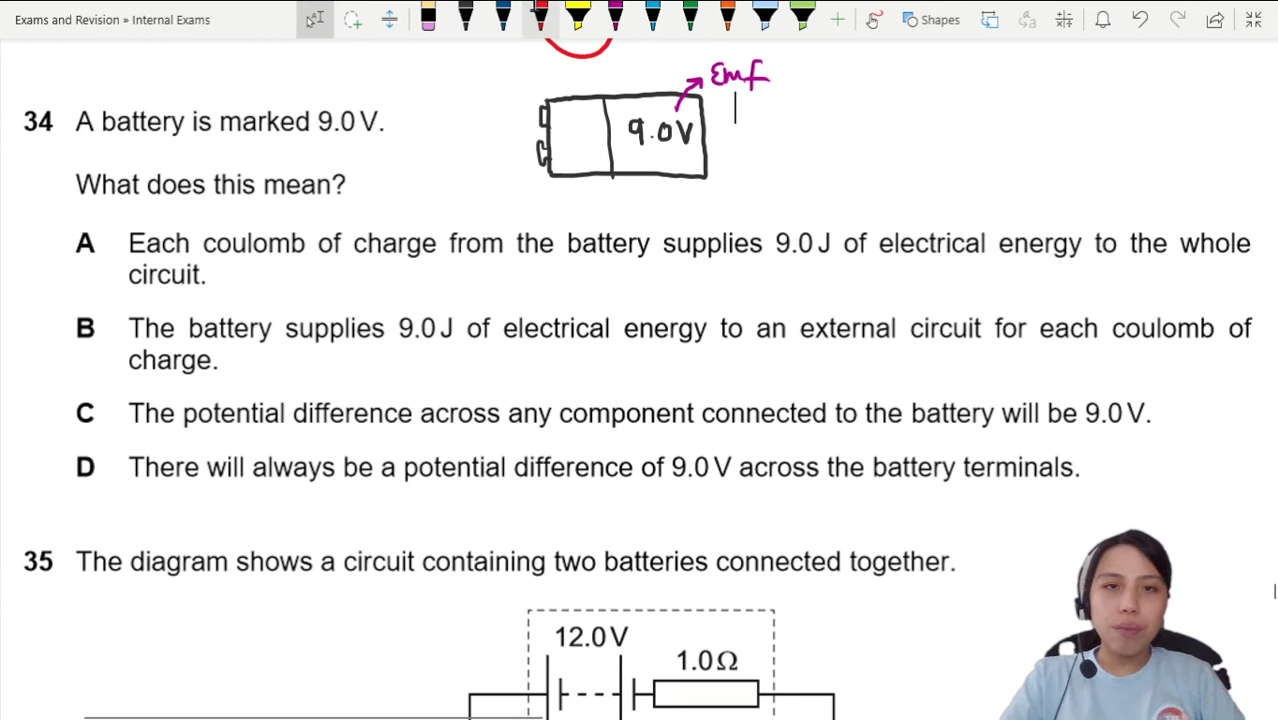 Exams and Revision » Internal Exams
Shapes
Emf
9.0V
34 A battery is marked 9.0 V.
What does this mean?
A Each coulomb of charge from the battery supplies 9.0 J of electrical energy to the whole
circuit.
B The battery supplies 9.0 J of electrical energy to an external circuit for each coulomb of
charge.
C The potential difference across any component connected to the battery will be 9.0 V.
D There will always be a potential difference of 9.0 V across the battery terminals.
35 The diagram shows a circuit containing two batteries connected together.
12.0 V
1.0 Ω